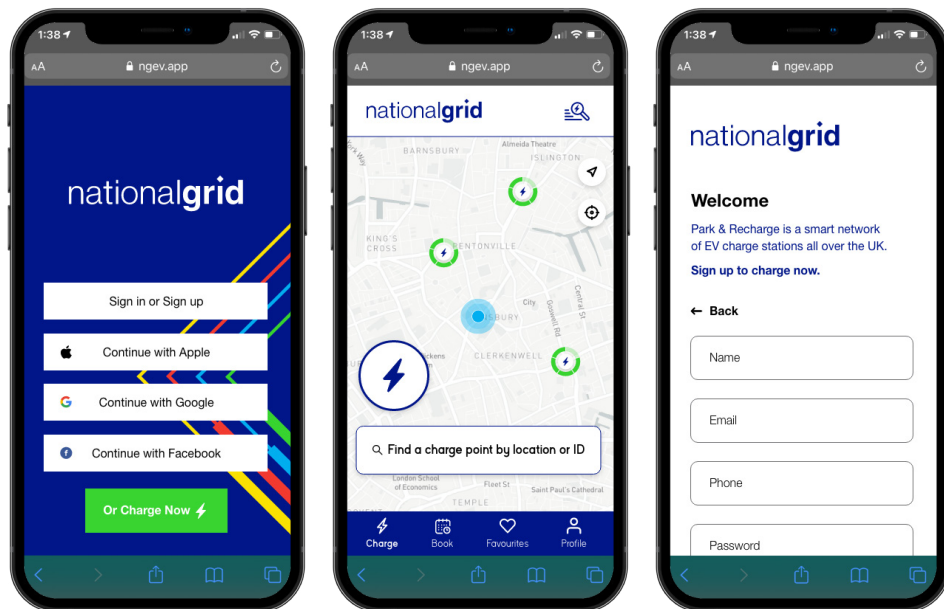 1:38
AA
ngev.app
nationalgrid
Sign in or Sign up
Continue with Apple
Continue with Google
Continue with Facebook
Or Charge Now
1:38
AA
ngev.app
nationalgrid
Almeida Theatre
BARNSBURY
ISLINGTON
KING'S
CROSS
PENTONVILLE
City
Goswell Rd
Central St
CLERKENWELL
Find a charge point by location or ID
London School
of Economics
Fleet St
Saint Paul's Cathedral
TEMPLE
Charge
Book
Favourites
Profile
1:38
AA
ngev.app
nationalgrid
Welcome
Park & Recharge is a smart network
of EV charge stations all over the UK.
Sign up to charge now.
← Back
Name
Email
Phone
Password